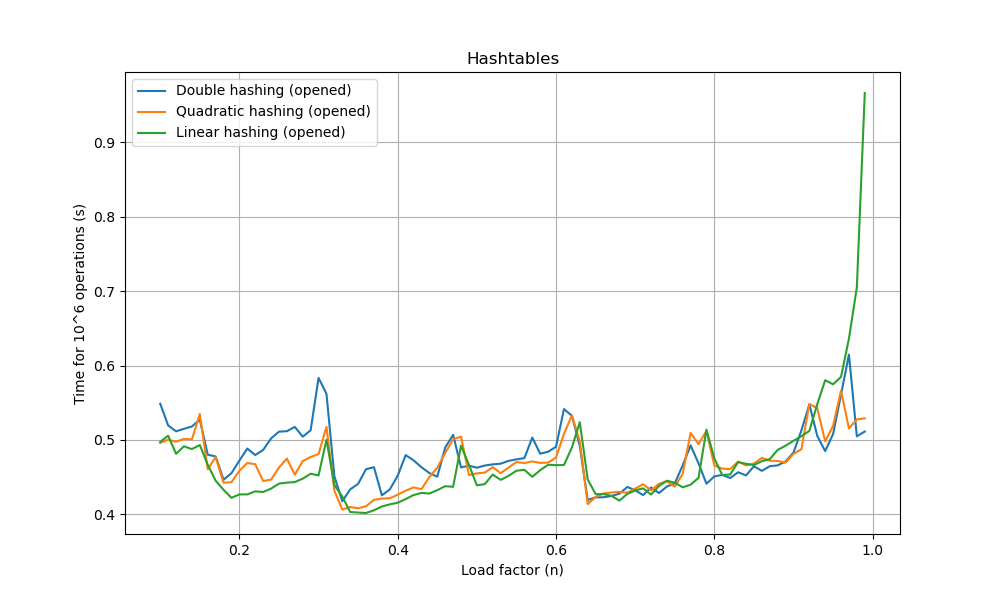 Hashtables
Double hashing (opened)
Quadratic hashing (opened)
Linear hashing (opened)
Time for 10^6 operations (s)
0.9
0.8
0.7
0.6
0.5
0.4
0.2
0.4
0.6
0.8
1.0
Load factor (n)